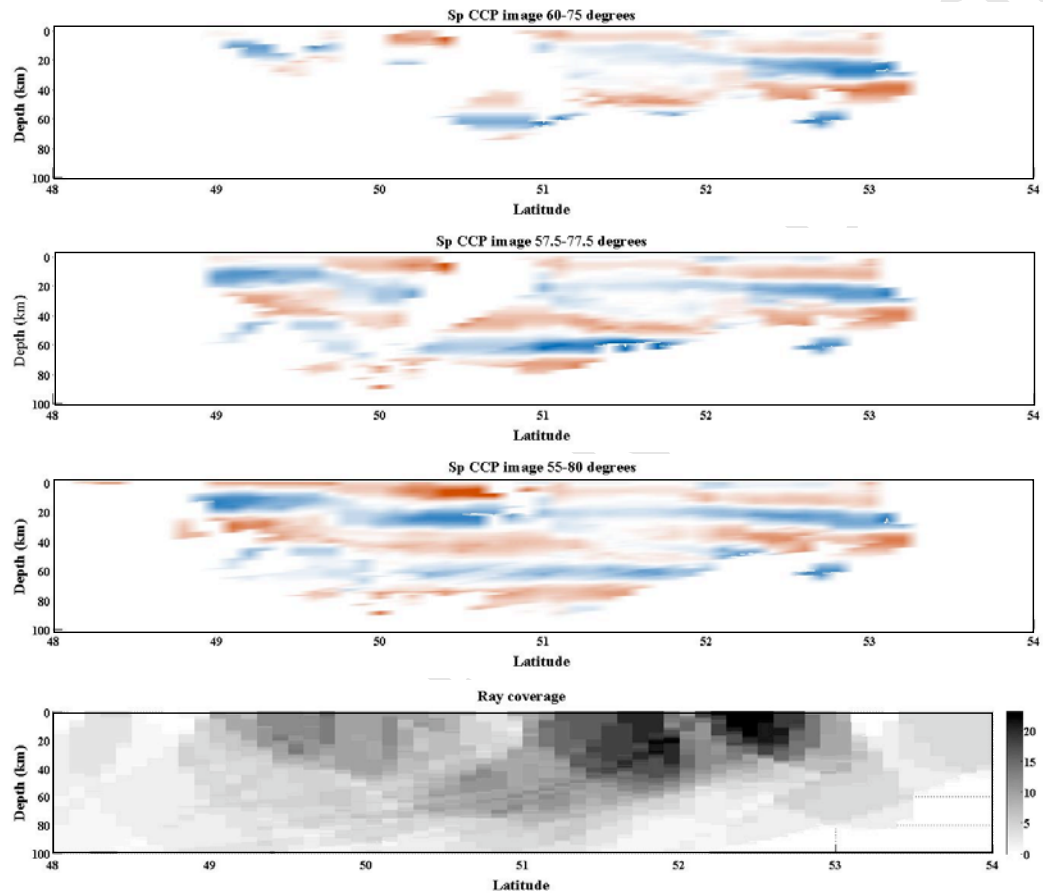 Sp CCP image 60-75 degrees
0
20
40
60
80
100
Depth (km)
48 49 50 51 52 53 54
Latitude
Sp CCP image 57.5-77.5 degrees
0
20
40
60
80
100
Depth (km)
48 49 50 51 52 53 54
Latitude
Sp CCP image 55-80 degrees
0
20
40
60
80
100
Depth (km)
48 49 50 51 52 53 54
Latitude
Ray coverage
0
20
40
60
80
100
Depth (km)
48 49 50 51 52 53 54
Latitude
20
15
10
5
0